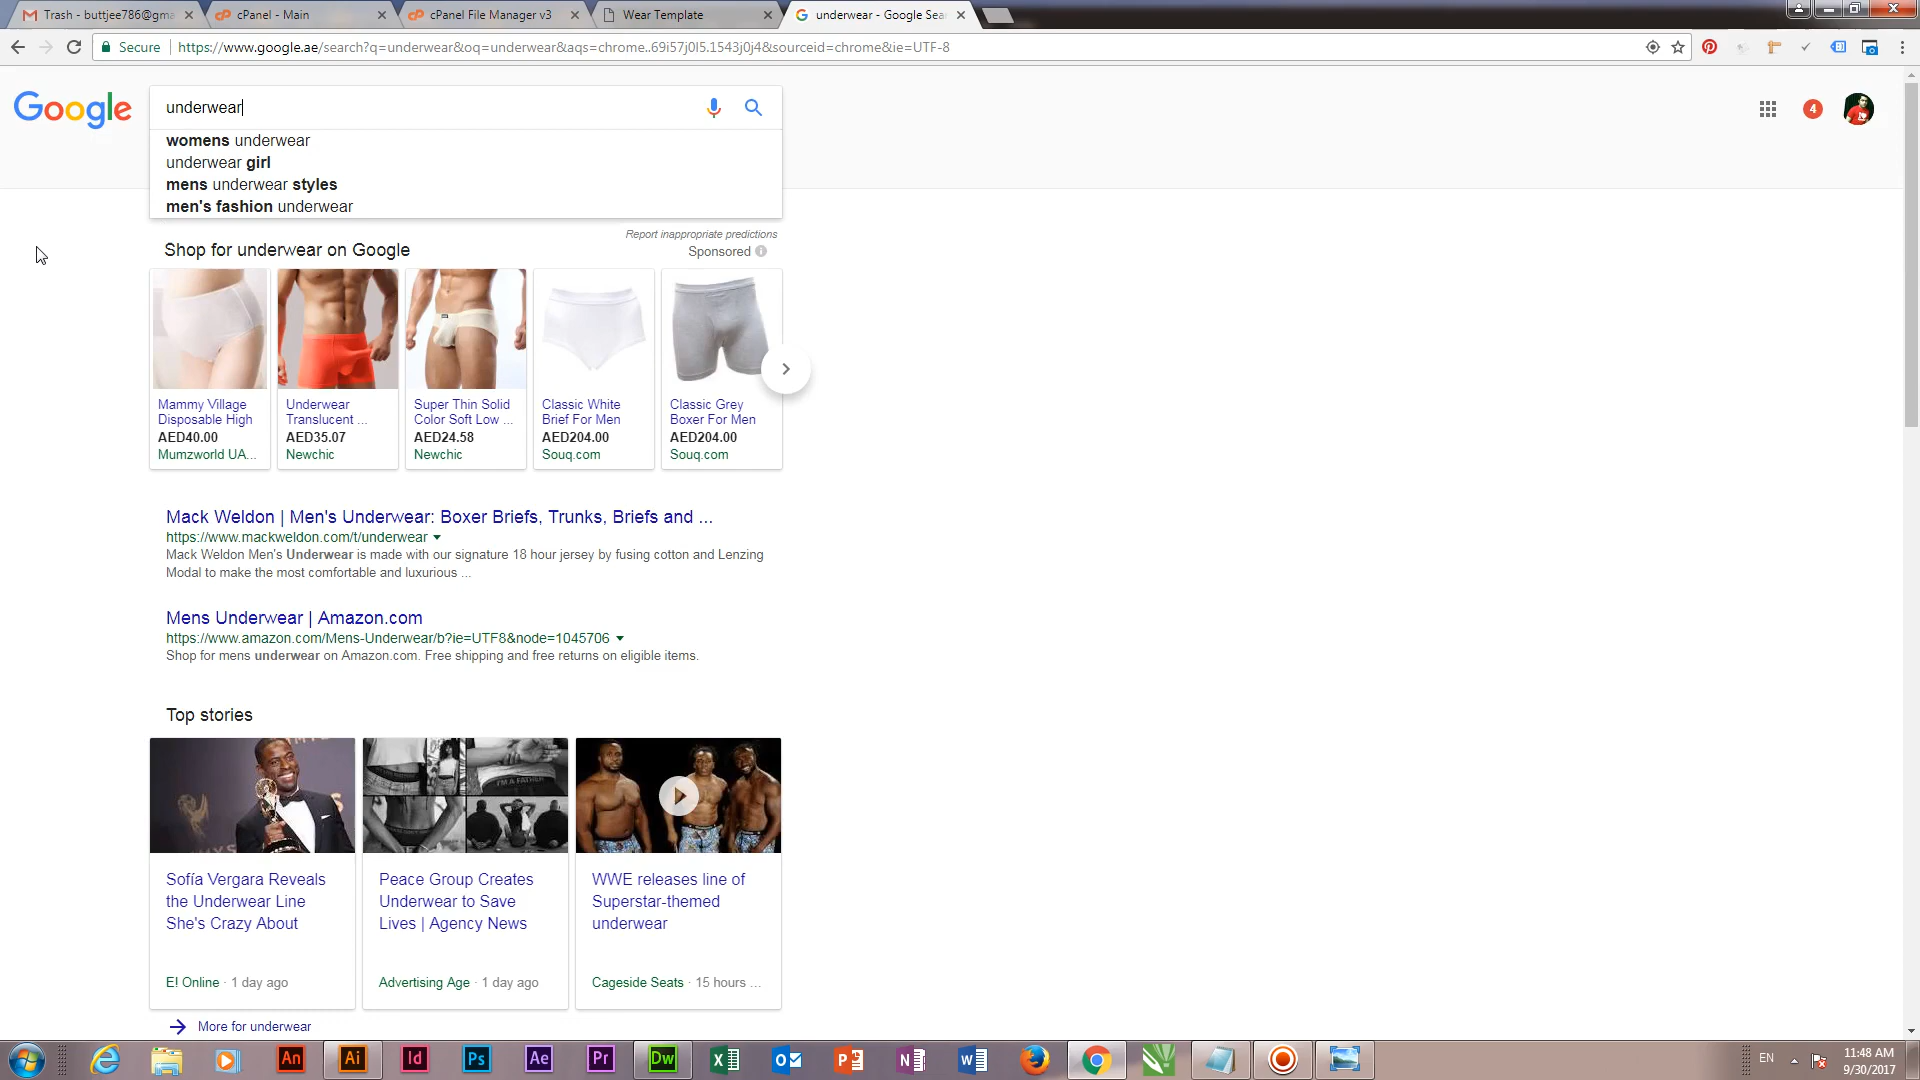 Trash - buttjee786@gma
cPanel - Main
cPanel File Manager v3
Wear Template
underwear - Google Sea
Secure
https://www.google.ae/search?q=underwear&oq=underwear&aqs=chrome..69i57j0l5.1543j0j4&sourceid=chrome&ie=UTF-8
Google
underwear
4
womens underwear
underwear girl
mens underwear styles
men's fashion underwear
Report inappropriate predictions
Shop for underwear on Google
Sponsored
Mammy Village
Disposable High
AED40.00
Mumzworld UA...
Underwear
Translucent ...
AED35.07
Newchic
Super Thin Solid
Color Soft Low ...
AED24.58
Newchic
Classic White
Brief For Men
AED204.00
Souq.com
Classic Grey
Boxer For Men
AED204.00
Souq.com
Mack Weldon | Men's Underwear: Boxer Briefs, Trunks, Briefs and ...
https://www.mackweldon.com/t/underwear
Mack Weldon Men's Underwear is made with our signature 18 hour jersey by fusing cotton and Lenzing
Modal to make the most comfortable and luxurious ...
Mens Underwear | Amazon.com
https://www.amazon.com/Mens-Underwear/b?ie=UTF8&node=1045706
Shop for mens underwear on Amazon.com. Free shipping and free returns on eligible items.
Top stories
I'M A FATHER
Sofía Vergara Reveals
the Underwear Line
She's Crazy About
E! Online · 1 day ago
Peace Group Creates
Underwear to Save
Lives | Agency News
Advertising Age · 1 day ago
WWE releases line of
Superstar-themed
underwear
Cageside Seats · 15 hours ...
More for underwear
An
Ai
Id
Ps
Ae
Pr
Dw
EN
11:48 AM
9/30/2017